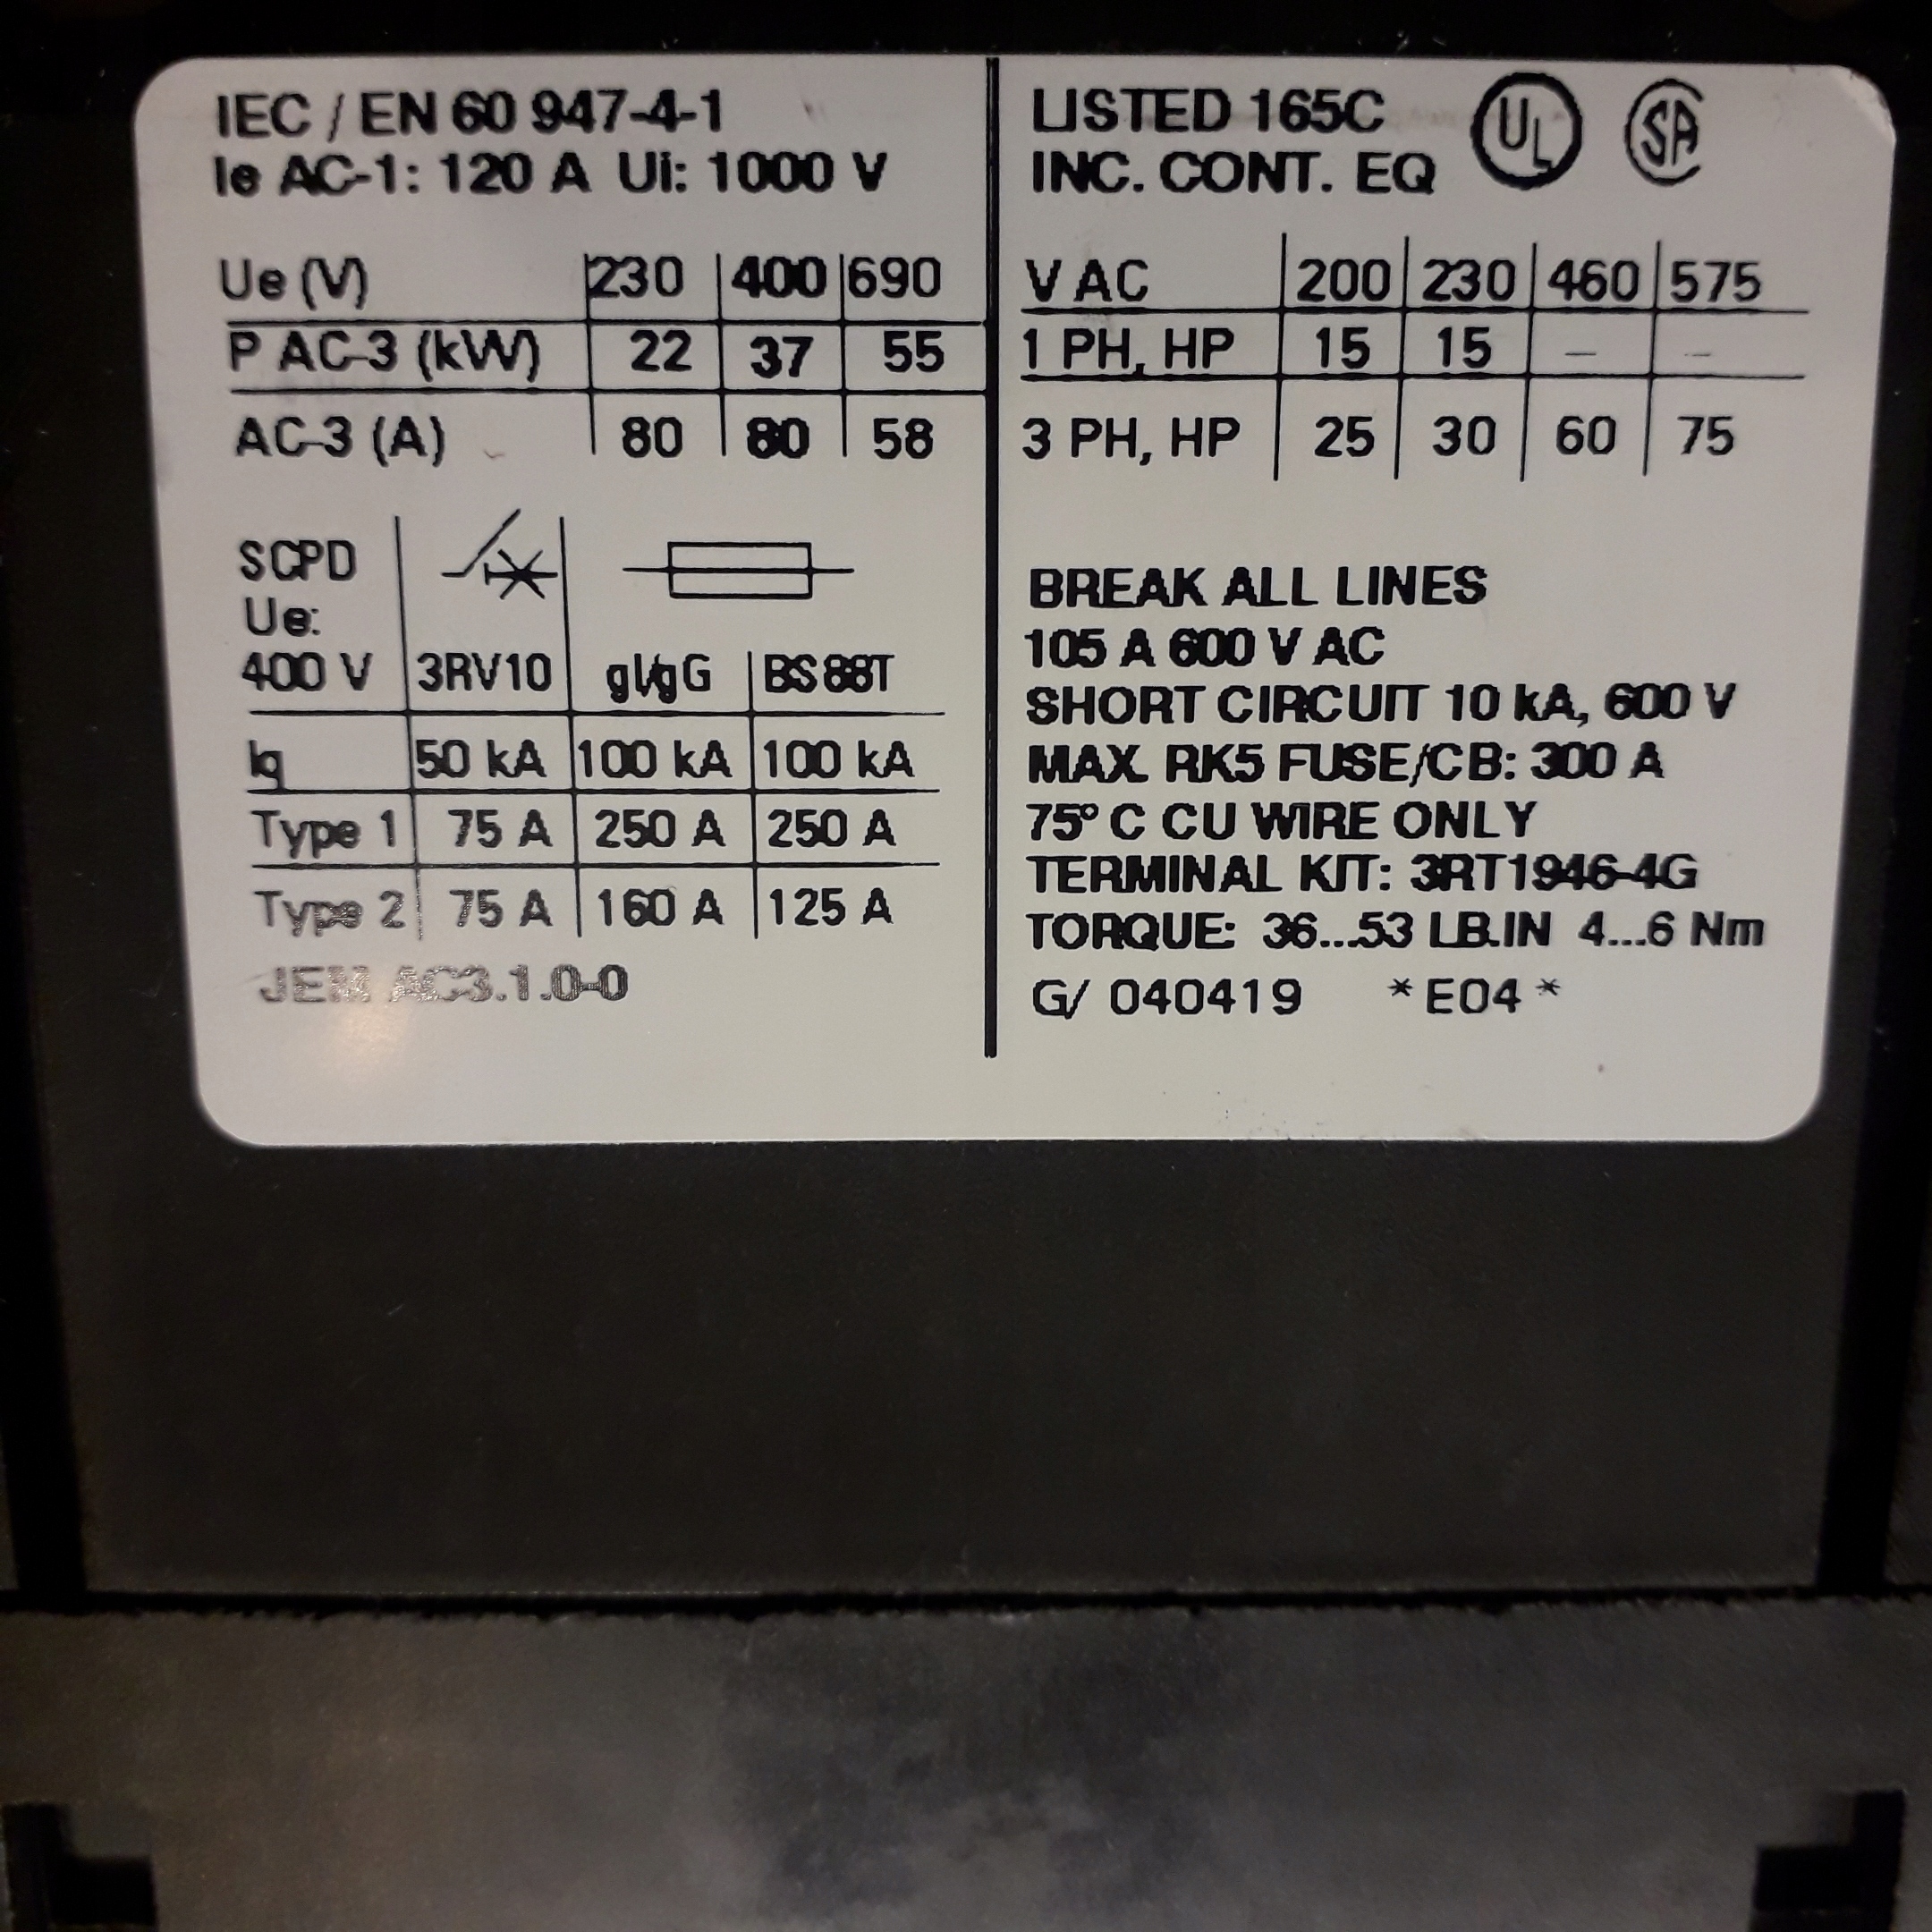 IEC / EN 60 947-4-1
Ie AC-1: 120 A Ui: 1000 V
Ue (V) 230 400 690
P AC-3 (kW) 22 37 55
AC-3 (A) 80 80 58
SCPD
Ue:
400 V 3RV10 gl/gG BS88T
Iq 50 kA 100 kA 100 kA
Type 1 75 A 250 A 250 A
Type 2 75 A 160 A 125 A
JEM AC3.1.0-0
LISTED 165C UL SA
INC. CONT. EQ
V AC 200 230 460 575
1 PH, HP 15 15 – –
3 PH, HP 25 30 60 75
BREAK ALL LINES
105 A 600 V AC
SHORT CIRCUIT 10 kA, 600 V
MAX. RK5 FUSE/CB: 300 A
75° C CU WIRE ONLY
TERMINAL KIT: 3RT1946-4G
TORQUE: 36...53 LB.IN 4...6 Nm
G/ 040419 *E04*